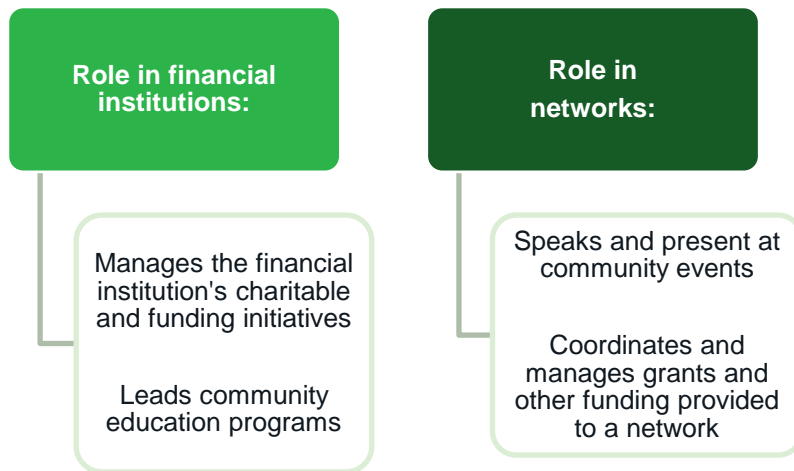 Role in financial
institutions:
Manages the financial
institution's charitable
and funding initiatives
Leads community
education programs
Role in
networks:
Speaks and present at
community events
Coordinates and
manages grants and
other funding provided
to a network